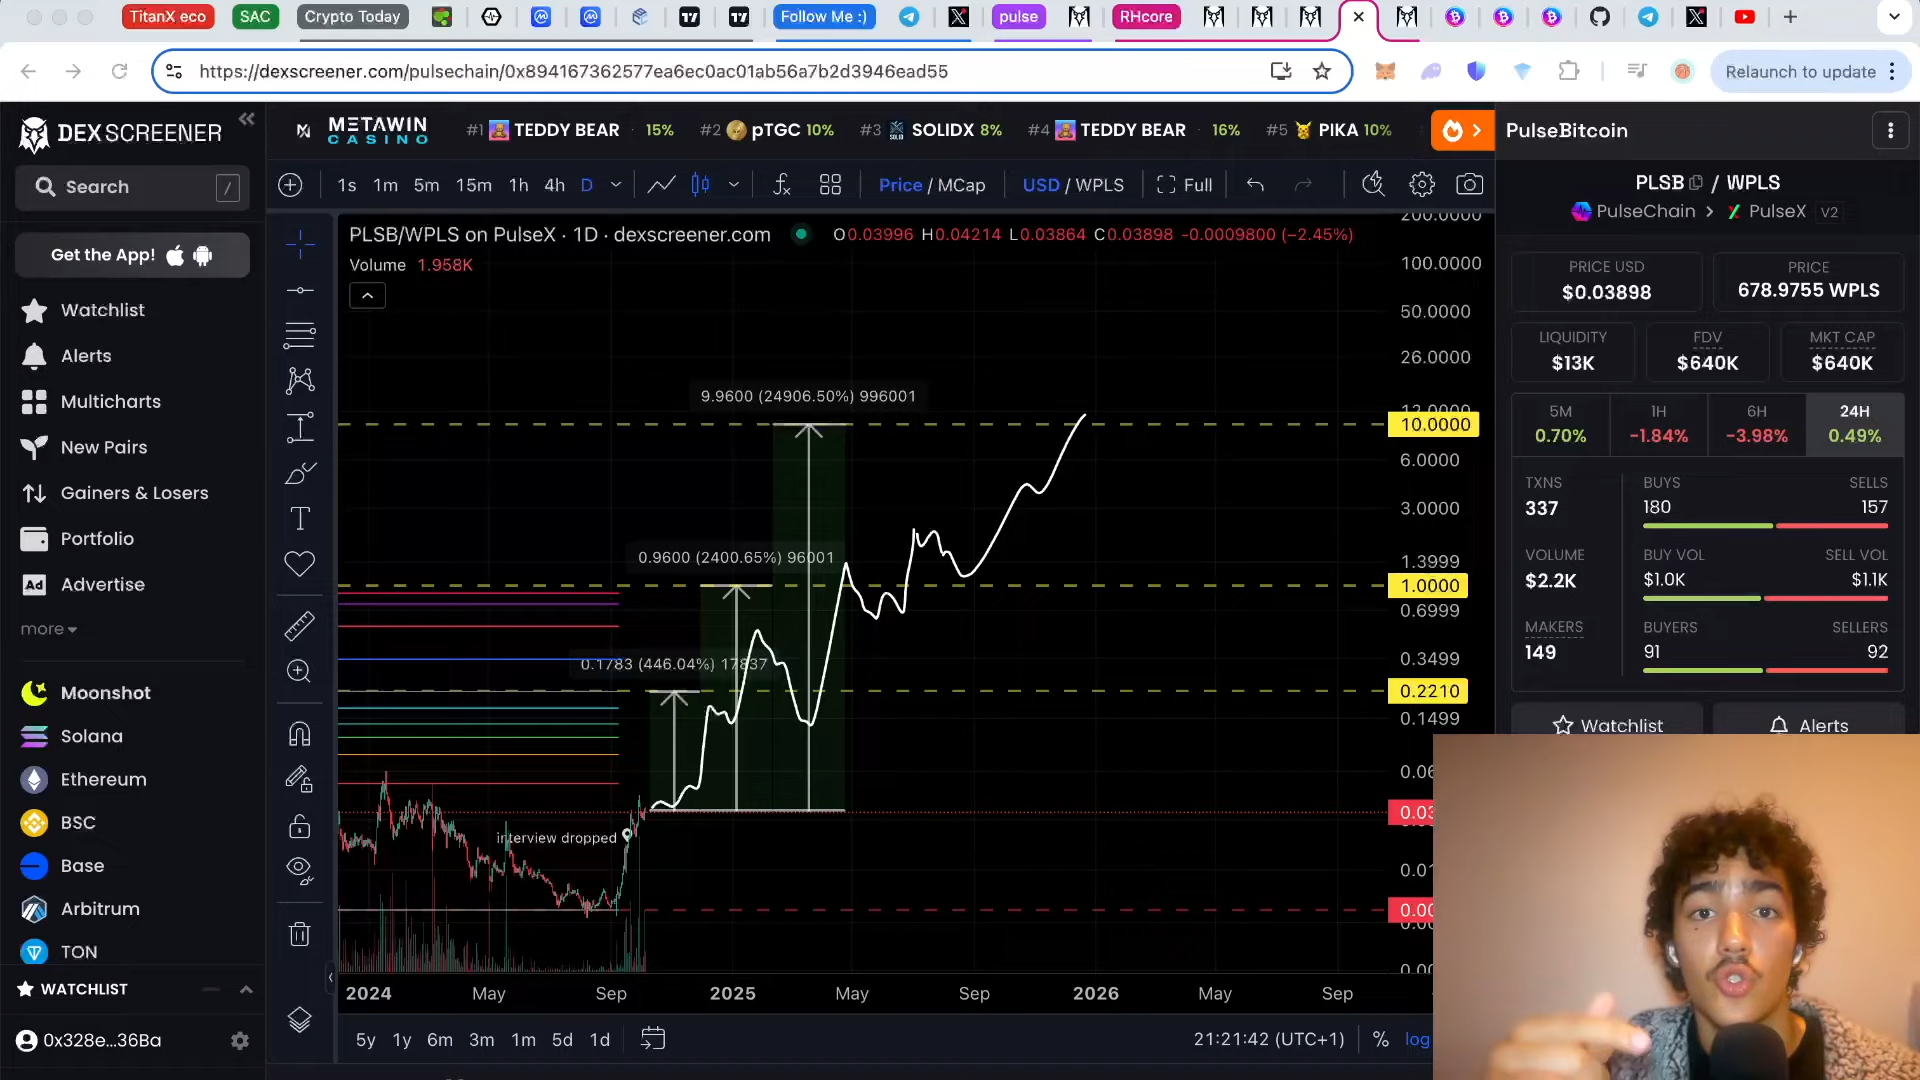 TitanX eco
SAC
Crypto Today
Follow Me :)
pulse
RHcore
https://dexscreener.com/pulsechain/0x894167362577ea6ec0ac01ab56a7b2d3946ead55
Relaunch to update
DEX SCREENER
METAWIN
CASINO
#1 TEDDY BEAR 15% #2 pTGC 10% #3 SOLIDX 8% #4 TEDDY BEAR 16% #5 PIKA 10%
PulseBitcoin
Search /
1s 1m 5m 15m 1h 4h D
Price / MCap
USD / WPLS
Full
PLSB / WPLS
PulseChain > PulseX V2
Get the App!
Watchlist
Alerts
Multicharts
New Pairs
Gainers & Losers
Portfolio
Ad Advertise
more
Moonshot
Solana
Ethereum
BSC
Base
Arbitrum
TON
WATCHLIST
0x328e...36Ba
PLSB/WPLS on PulseX · 1D · dexscreener.com
O0.03996 H0.04214 L0.03864 C0.03898 -0.0009800 (−2.45%)
Volume 1.958K
9.9600 (24906.50%) 996001
0.9600 (2400.65%) 96001
0.1783 (446.04%) 17837
interview dropped
200.0000
100.0000
50.0000
26.0000
12.0000
10.0000
6.0000
3.0000
1.3999
1.0000
0.6999
0.3499
0.2210
0.1499
2024 May Sep 2025 May Sep 2026 May Sep
5y 1y 6m 3m 1m 5d 1d
21:21:42 (UTC+1) % log
PRICE USD
$0.03898
PRICE
678.9755 WPLS
LIQUIDITY
$13K
FDV
$640K
MKT CAP
$640K
5M
0.70%
1H
-1.84%
6H
-3.98%
24H
0.49%
TXNS
337
BUYS SELLS
180 157
VOLUME
$2.2K
BUY VOL SELL VOL
$1.0K $1.1K
MAKERS
149
BUYERS SELLERS
91 92
Watchlist
Alerts